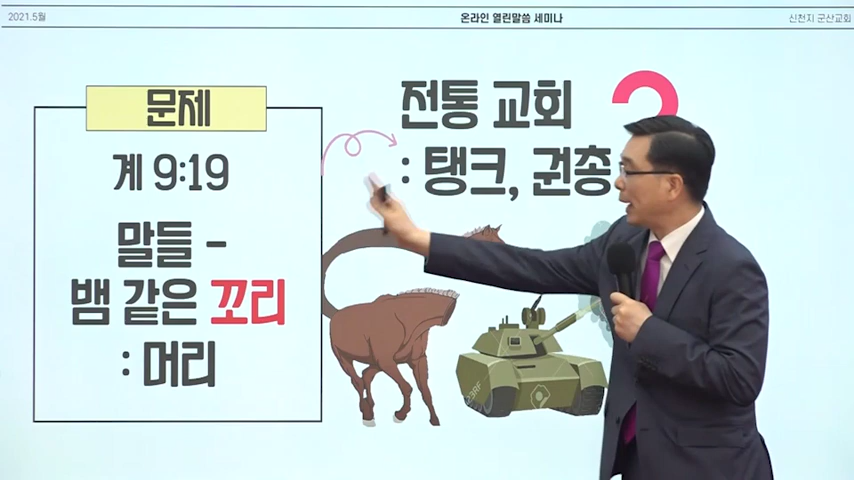 2021.5월
온라인 열린말씀 세미나
신천지 군산교회
문제
계 9:19
말들 -
뱀 같은 꼬리
: 머리
전통 교회
: 탱크, 권총